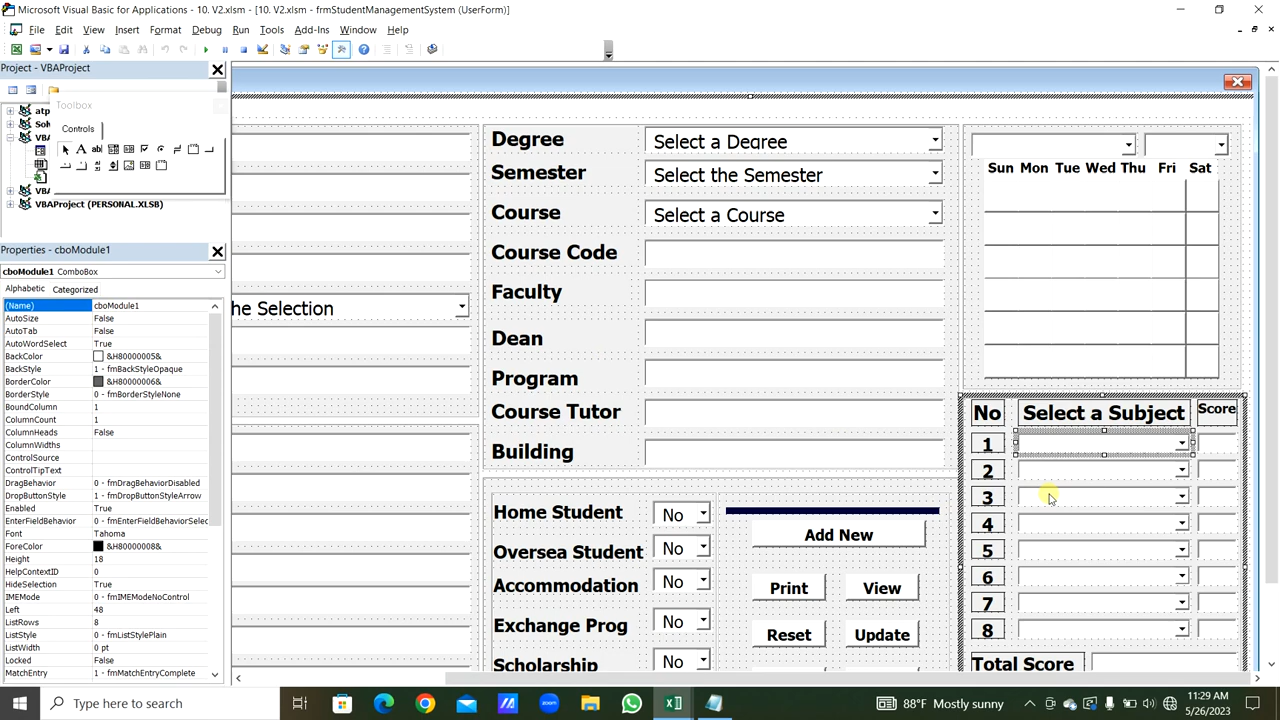 Microsoft Visual Basic for Applications - 10. V2.xlsm - [10. V2.xlsm - frmStudentManagementSystem (UserForm)]
File Edit View Insert Format Debug Run Tools Add-Ins Window Help
Project - VBAProject
Toolbox
Controls
atp
Sol
VBA
VBA
VBAProject (PERSONAL.XLSB)
Properties - cboModule1
cboModule1 ComboBox
Alphabetic Categorized
(Name) cboModule1
AutoSize False
AutoTab False
AutoWordSelect True
BackColor &H80000005&
BackStyle 1 - fmBackStyleOpaque
BorderColor &H80000006&
BorderStyle 0 - fmBorderStyleNone
BoundColumn 1
ColumnCount 1
ColumnHeads False
ColumnWidths
ControlSource
ControlTipText
DragBehavior 0 - fmDragBehaviorDisabled
DropButtonStyle 1 - fmDropButtonStyleArrow
Enabled True
EnterFieldBehavior 0 - fmEnterFieldBehaviorSelec
Font Tahoma
ForeColor &H80000008&
Height 18
HelpContextID 0
HideSelection True
IMEMode 0 - fmIMEModeNoControl
Left 48
ListRows 8
ListStyle 0 - fmListStylePlain
ListWidth 0 pt
Locked False
MatchEntry 1 - fmMatchEntryComplete
he Selection
Degree Select a Degree
Semester Select the Semester
Course Select a Course
Course Code
Faculty
Dean
Program
Course Tutor
Building
Home Student No
Oversea Student No
Accommodation No
Exchange Prog No
Scholarship No
Add New
Print View
Reset Update
Sun Mon Tue Wed Thu Fri Sat
No Select a Subject Score
1
2
3
4
5
6
7
8
Total Score
Type here to search
88°F Mostly sunny
11:29 AM
5/26/2023